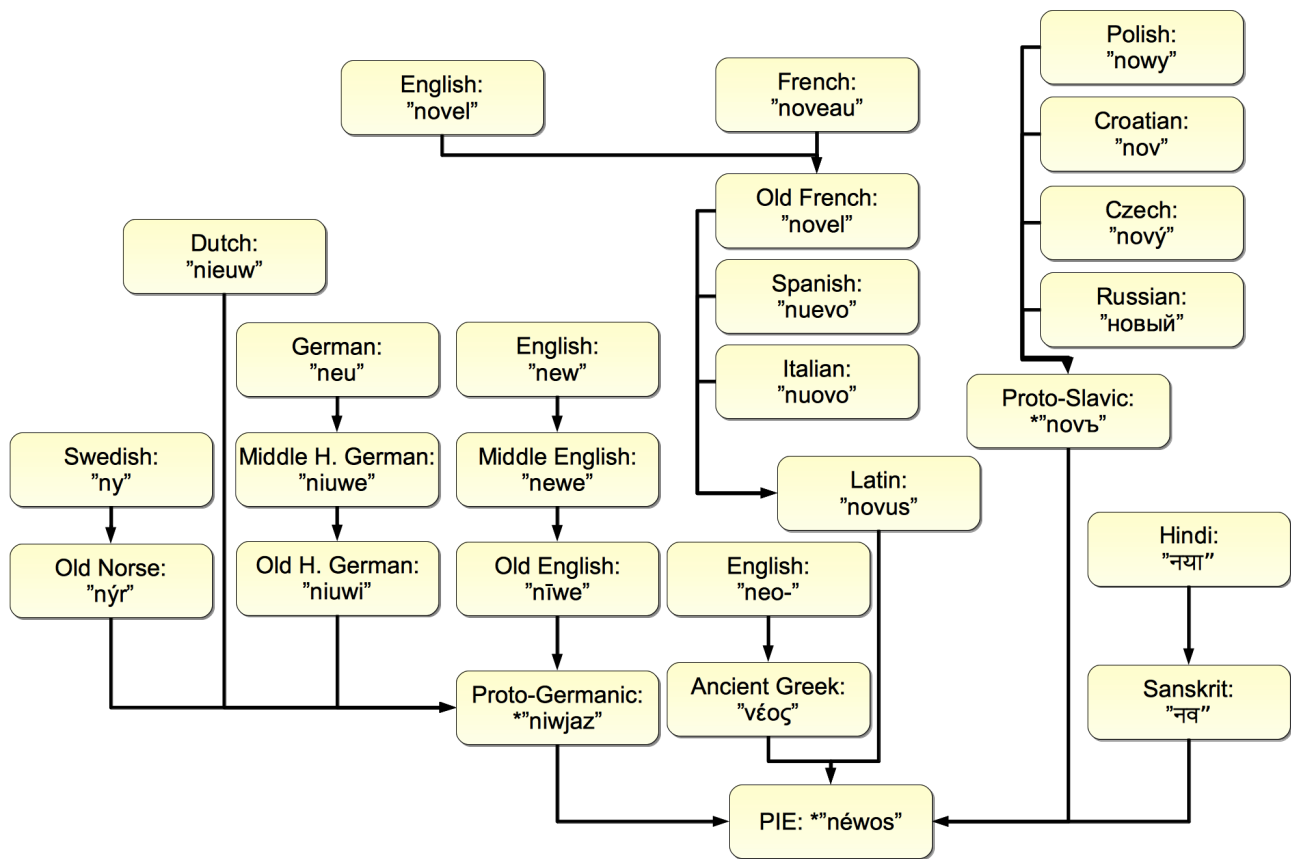 Polish:
”nowy”
English:
”novel”
French:
”noveau”
Croatian:
”nov”
Old French:
”novel”
Czech:
”nový”
Dutch:
”nieuw”
Spanish:
”nuevo”
Russian:
”новый”
German:
”neu”
English:
”new”
Italian:
”nuovo”
Proto-Slavic:
*”novъ”
Swedish:
”ny”
Middle H. German:
”niuwe”
Middle English:
”newe”
Latin:
”novus”
Hindi:
”नया”
Old Norse:
”nýr”
Old H. German:
”niuwi”
Old English:
”nīwe”
English:
”neo-”
Proto-Germanic:
*”niwjaz”
Ancient Greek:
”νέος”
Sanskrit:
”नव”
PIE: *”néwos”